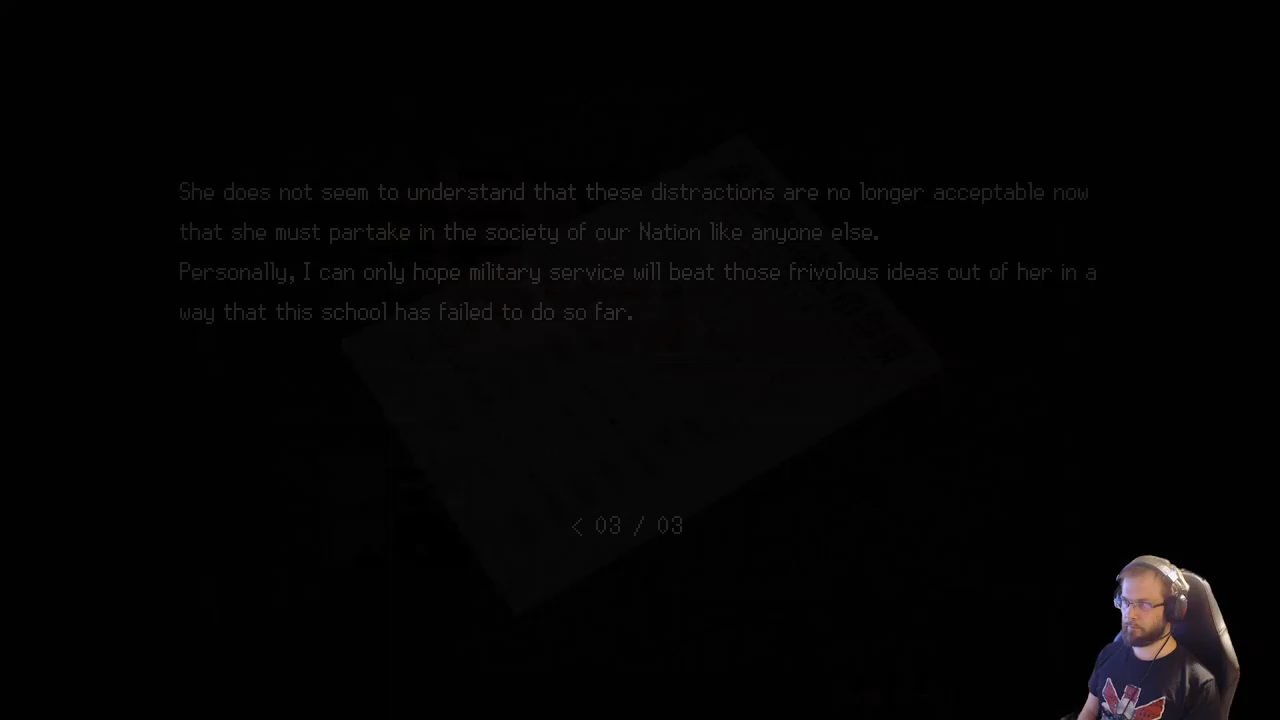 She does not seem to understand that these distractions are no longer acceptable now
that she must partake in the society of our Nation like anyone else.
Personally, I can only hope military service will beat those frivolous ideas out of her in a
way that this school has failed to do so far.
< 03 / 03